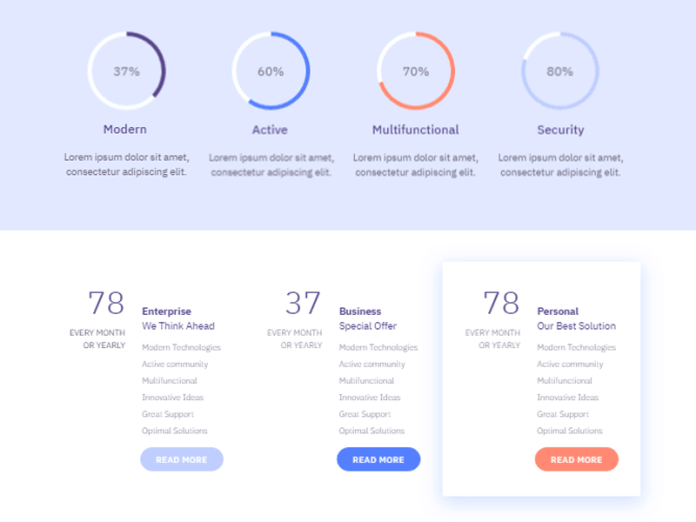 37%
60%
70%
80%
Modern
Active
Multifunctional
Security
Lorem ipsum dolor sit amet,
consectetur adipiscing elit.
Lorem ipsum dolor sit amet,
consectetur adipiscing elit.
Lorem ipsum dolor sit amet,
consectetur adipiscing elit.
Lorem ipsum dolor sit amet,
consectetur adipiscing elit.
78
EVERY MONTH
OR YEARLY
Enterprise
We Think Ahead
Modern Technologies
Active community
Multifunctional
Innovative Ideas
Great Support
Optimal Solutions
READ MORE
37
EVERY MONTH
OR YEARLY
Business
Special Offer
Modern Technologies
Active community
Multifunctional
Innovative Ideas
Great Support
Optimal Solutions
READ MORE
78
EVERY MONTH
OR YEARLY
Personal
Our Best Solution
Modern Technologies
Active community
Multifunctional
Innovative Ideas
Great Support
Optimal Solutions
READ MORE